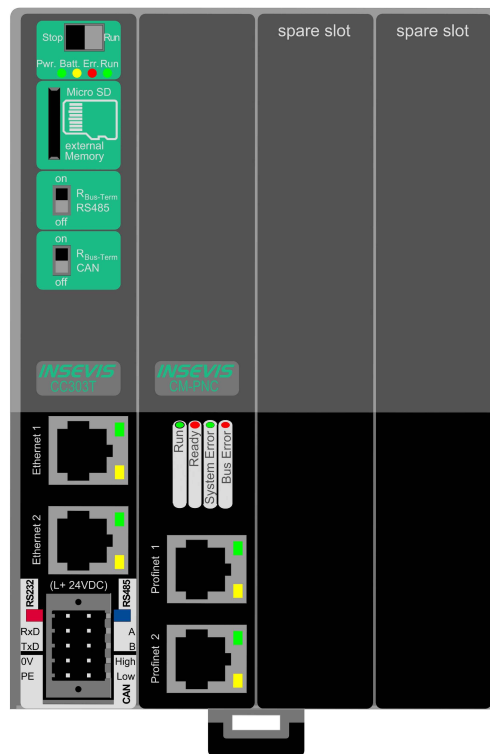 Stop Run
Pwr. Batt. Err. Run
Micro SD
external
Memory
on
RBus-Term
RS485
off
on
RBus-Term
CAN
off
INSEVIS
CC303T
Ethernet 1
Ethernet 2
(L+ 24VDC)
RS232
RxD
TxD
0V
PE
RS485
A
B
High
Low
CAN
INSEVIS
CM-PNC
Run
Ready
System Error
Bus Error
Profinet 1
Profinet 2
spare slot
spare slot